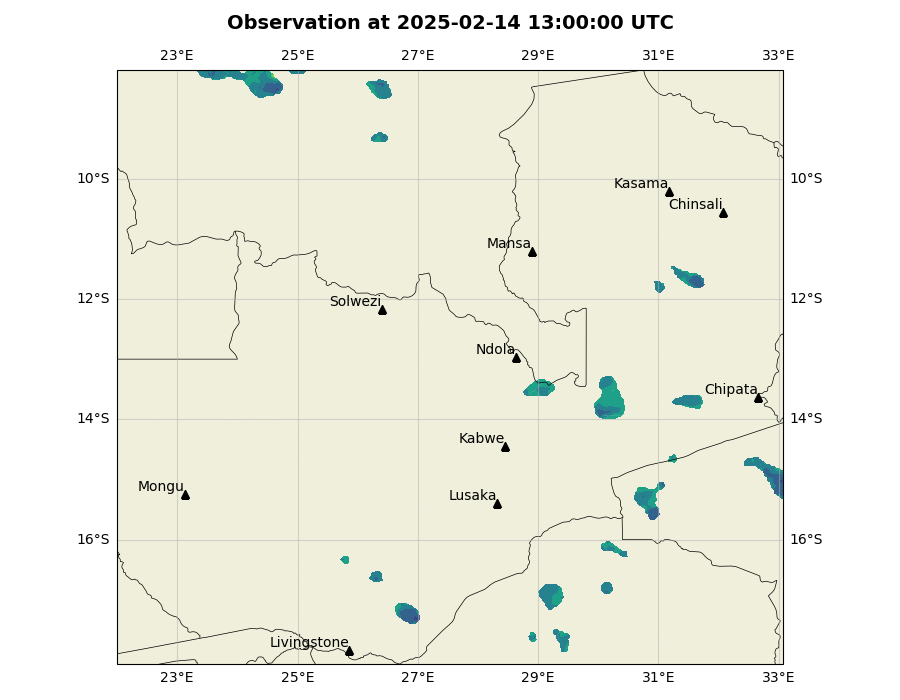 Observation at 2025-02-14 13:00:00 UTC
23°E 25°E 27°E 29°E 31°E 33°E
10°S 10°S
Kasama
Chinsali
Mansa
12°S 12°S
Solwezi
Ndola
Chipata
14°S 14°S
Kabwe
Mongu
Lusaka
16°S 16°S
Livingstone
23°E 25°E 27°E 29°E 31°E 33°E